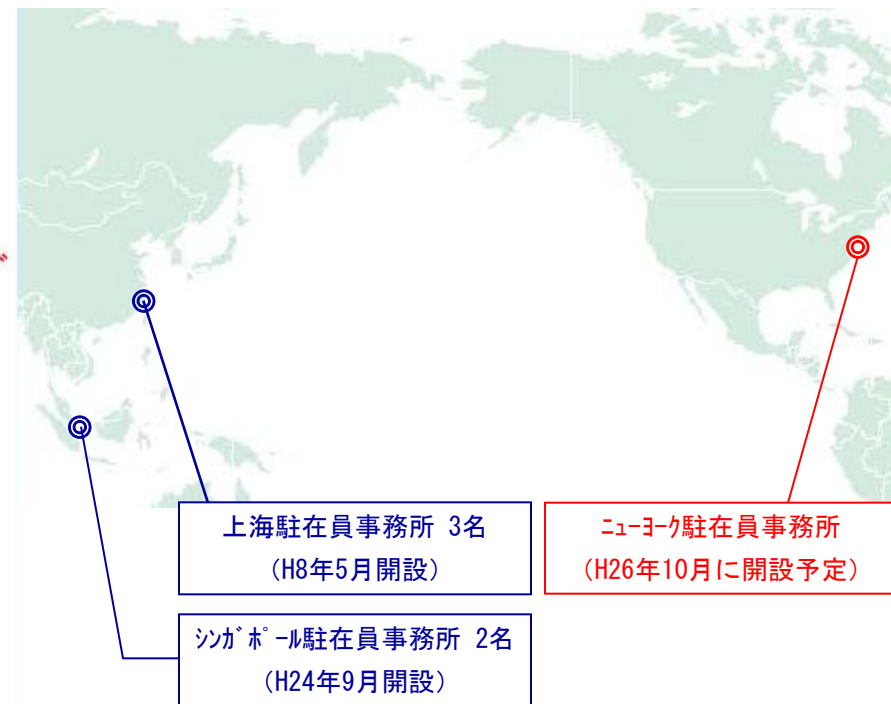 上海駐在員事務所 3名
(H8年5月開設)
ﾆｭｰﾖｰｸ駐在員事務所
(H26年10月に開設予定)
ｼﾝｶﾞﾎﾟｰﾙ駐在員事務所 2名
(H24年9月開設)